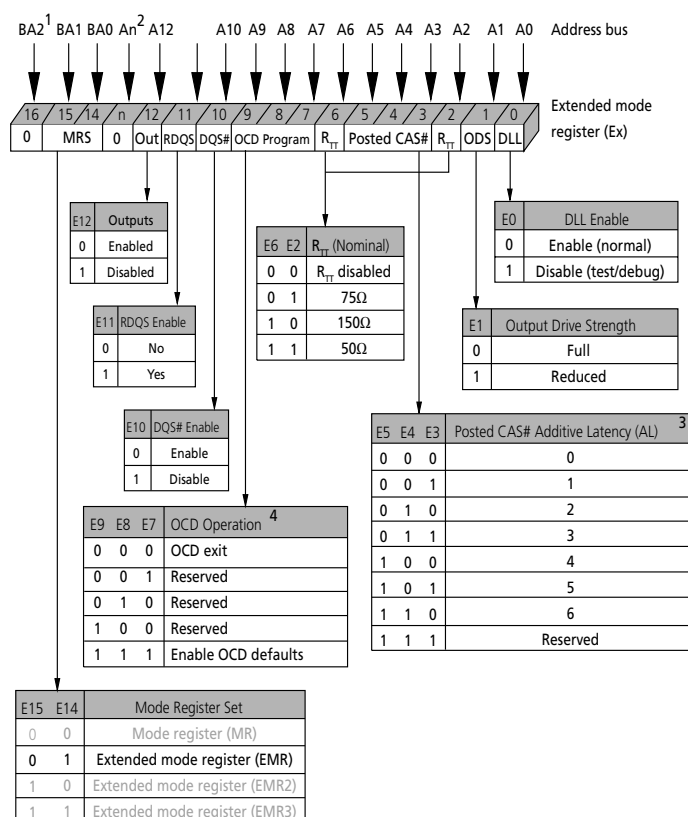 BA2 1 BA1 BA0 An 2 A12 A10 A9 A8 A7 A6 A5 A4 A3 A2 A1 A0 Address bus
16 15 14 n 12 11 10 9 8 7 6 5 4 3 2 1 0 Extended mode
0 MRS 0 Out RDQS DQS# OCD Program RTT Posted CAS# RTT ODS DLL register (Ex)
E12 Outputs
0 Enabled
1 Disabled
E11 RDQS Enable
0 No
1 Yes
E10 DQS# Enable
0 Enable
1 Disable
E6 E2 RTT (Nominal)
0 0 RTT disabled
0 1 75Ω
1 0 150Ω
1 1 50Ω
E0 DLL Enable
0 Enable (normal)
1 Disable (test/debug)
E1 Output Drive Strength
0 Full
1 Reduced
E5 E4 E3 Posted CAS# Additive Latency (AL) 3
0 0 0 0
0 0 1 1
0 1 0 2
0 1 1 3
1 0 0 4
1 0 1 5
1 1 0 6
1 1 1 Reserved
E9 E8 E7 OCD Operation 4
0 0 0 OCD exit
0 0 1 Reserved
0 1 0 Reserved
1 0 0 Reserved
1 1 1 Enable OCD defaults
E15 E14 Mode Register Set
0 0 Mode register (MR)
0 1 Extended mode register (EMR)
1 0 Extended mode register (EMR2)
1 1 Extended mode register (EMR3)